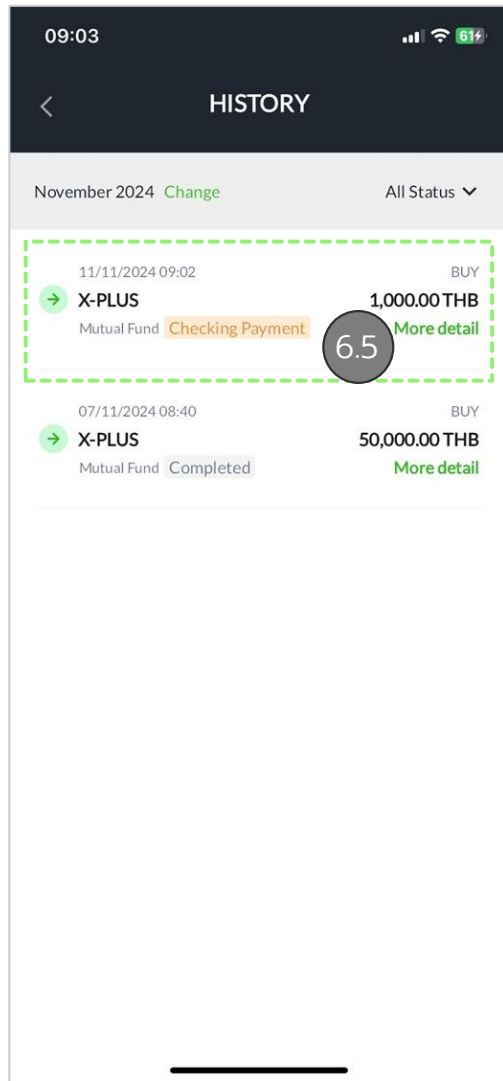 09:03 61
HISTORY
November 2024 Change All Status
11/11/2024 09:02 BUY
X-PLUS 1,000.00 THB
Mutual Fund Checking Payment More detail
6.5
07/11/2024 08:40 BUY
X-PLUS 50,000.00 THB
Mutual Fund Completed More detail